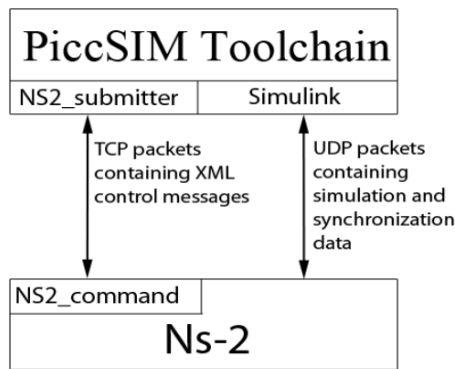 PiccSIM Toolchain
NS2_submitter
Simulink
TCP packets
containing XML
control messages
UDP packets
containing
simulation and
synchronization
data
NS2_command
Ns-2